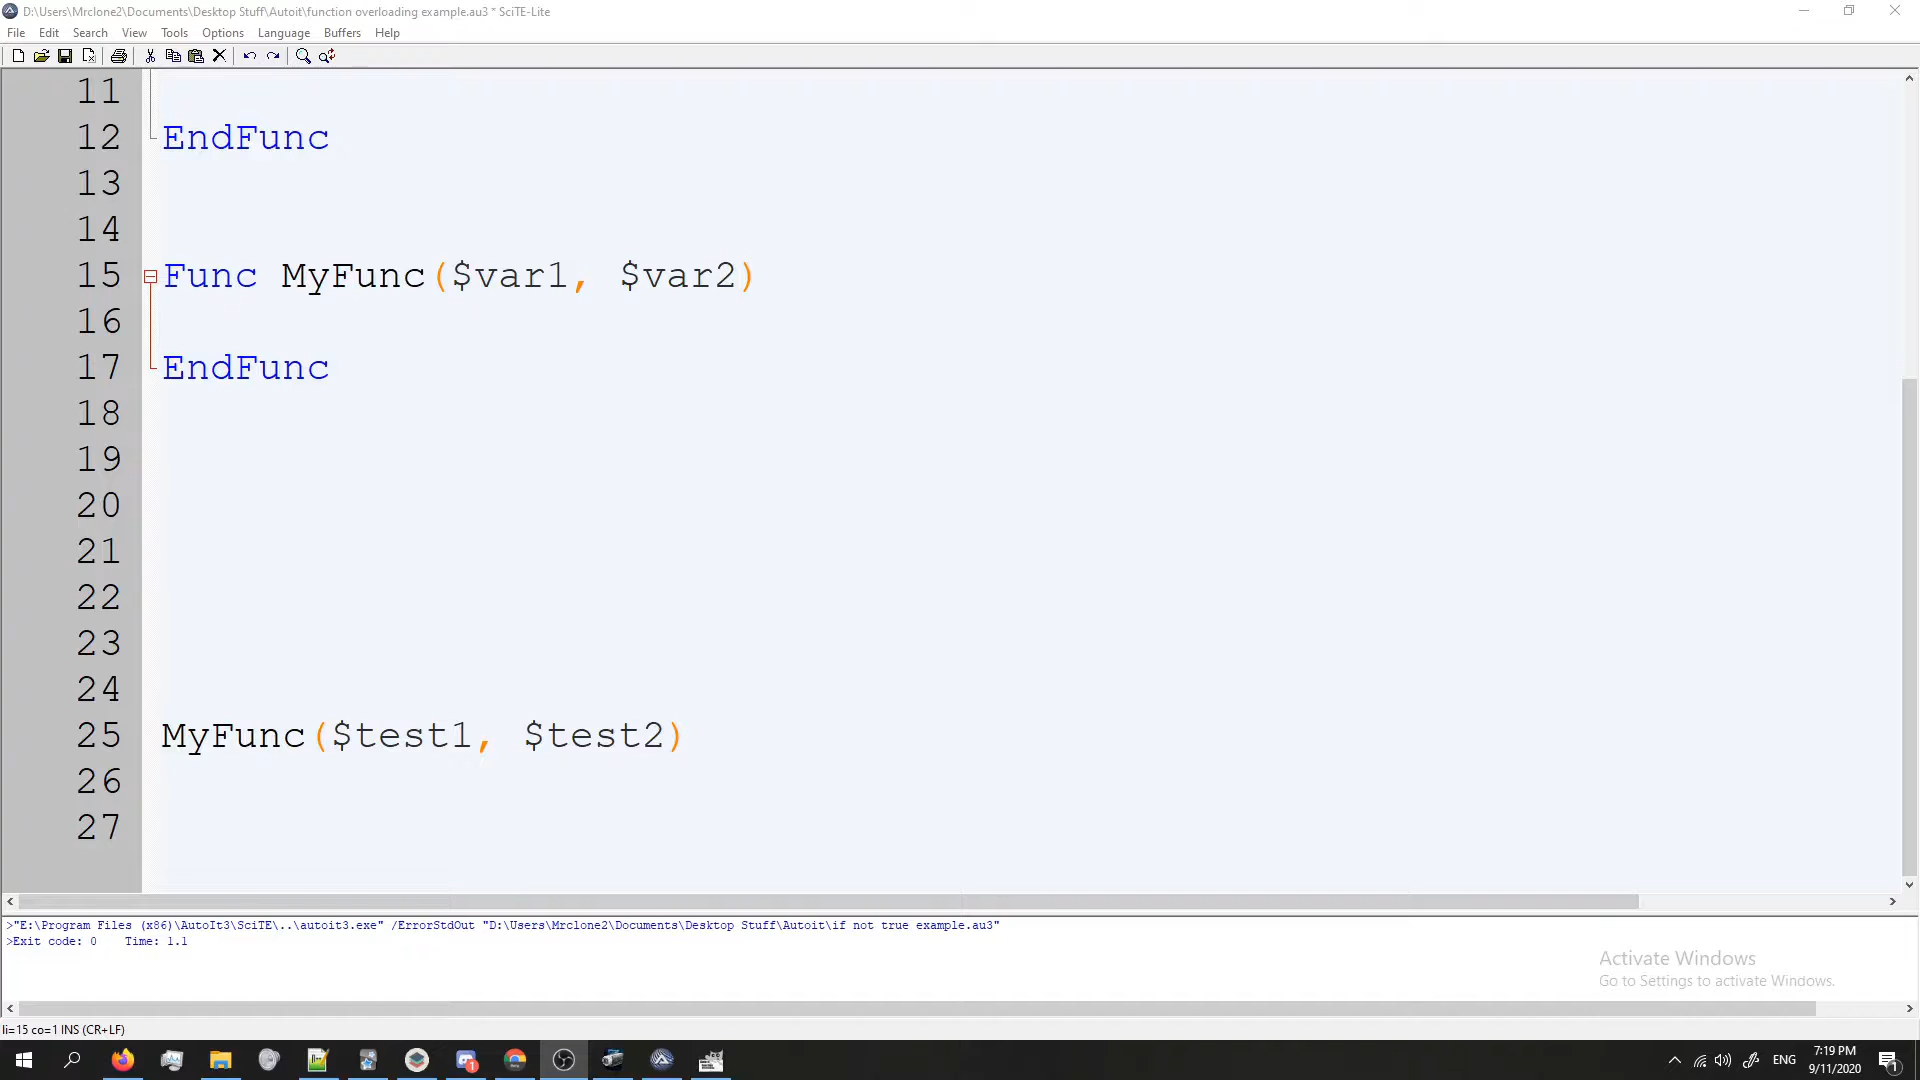 D:\Users\Mrclone2\Documents\Desktop Stuff\Autoit\function overloading example.au3 * SciTE-Lite
File Edit Search View Tools Options Language Buffers Help
11
12 EndFunc
13
14
15 Func MyFunc($var1, $var2)
16
17 EndFunc
18
19
20
21
22
23
24
25 MyFunc($test1, $test2)
26
27
>"E:\Program Files (x86)\AutoIt3\SciTE\..\autoit3.exe" /ErrorStdOut "D:\Users\Mrclone2\Documents\Desktop Stuff\Autoit\if not true example.au3"
>Exit code: 0    Time: 1.1
Activate Windows
Go to Settings to activate Windows.
li=15 co=1 INS (CR+LF)
ENG
7:19 PM
9/11/2020
1
1